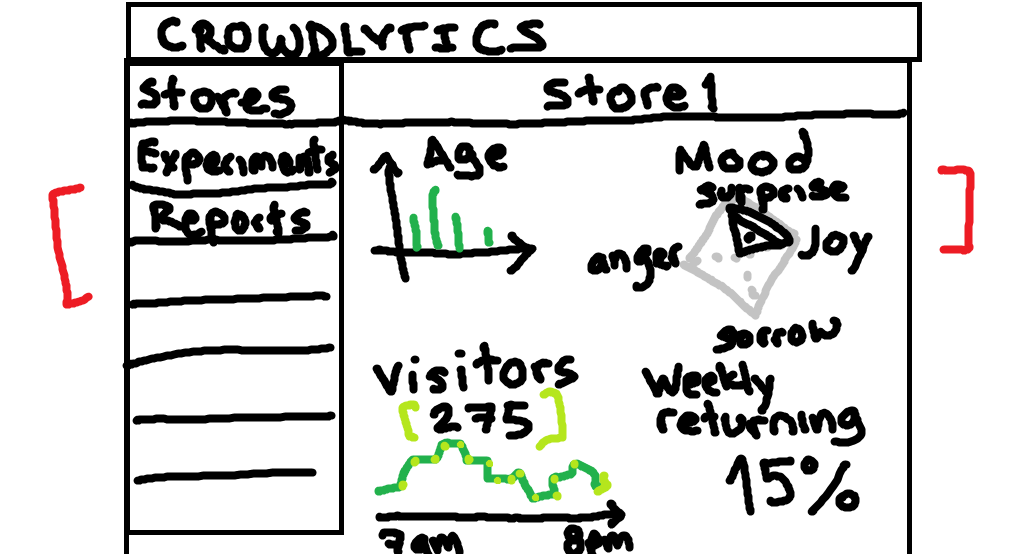 CROWDLYTICS
Stores
Experiments
Reports
Store 1
Age
Mood
surprise
anger
Joy
sorrow
Visitors
275
7am 8pm
Weekly
returning
15%